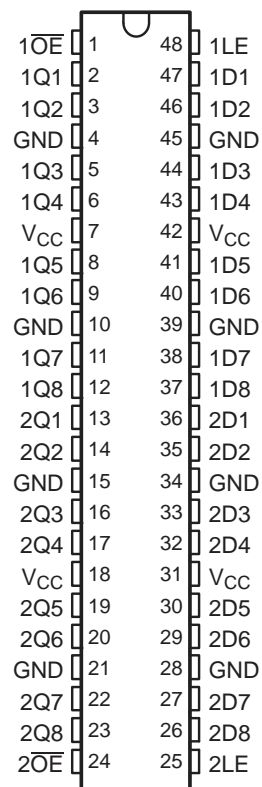 1O̅E̅ 1 48 1LE
1Q1 2 47 1D1
1Q2 3 46 1D2
GND 4 45 GND
1Q3 5 44 1D3
1Q4 6 43 1D4
VCC 7 42 VCC
1Q5 8 41 1D5
1Q6 9 40 1D6
GND 10 39 GND
1Q7 11 38 1D7
1Q8 12 37 1D8
2Q1 13 36 2D1
2Q2 14 35 2D2
GND 15 34 GND
2Q3 16 33 2D3
2Q4 17 32 2D4
VCC 18 31 VCC
2Q5 19 30 2D5
2Q6 20 29 2D6
GND 21 28 GND
2Q7 22 27 2D7
2Q8 23 26 2D8
2O̅E̅ 24 25 2LE